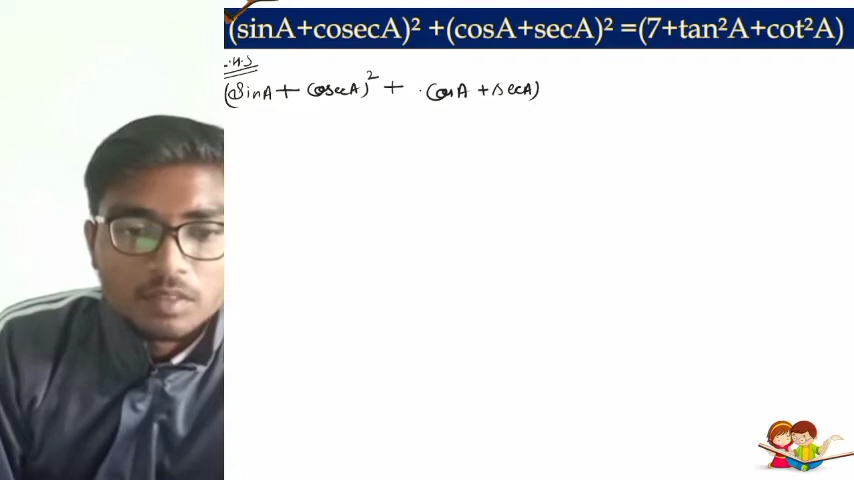 (sinA+cosecA)² +(cosA+secA)² =(7+tan²A+cot²A)
L.H.S
(SinA + CosecA)² + CosA + secA)